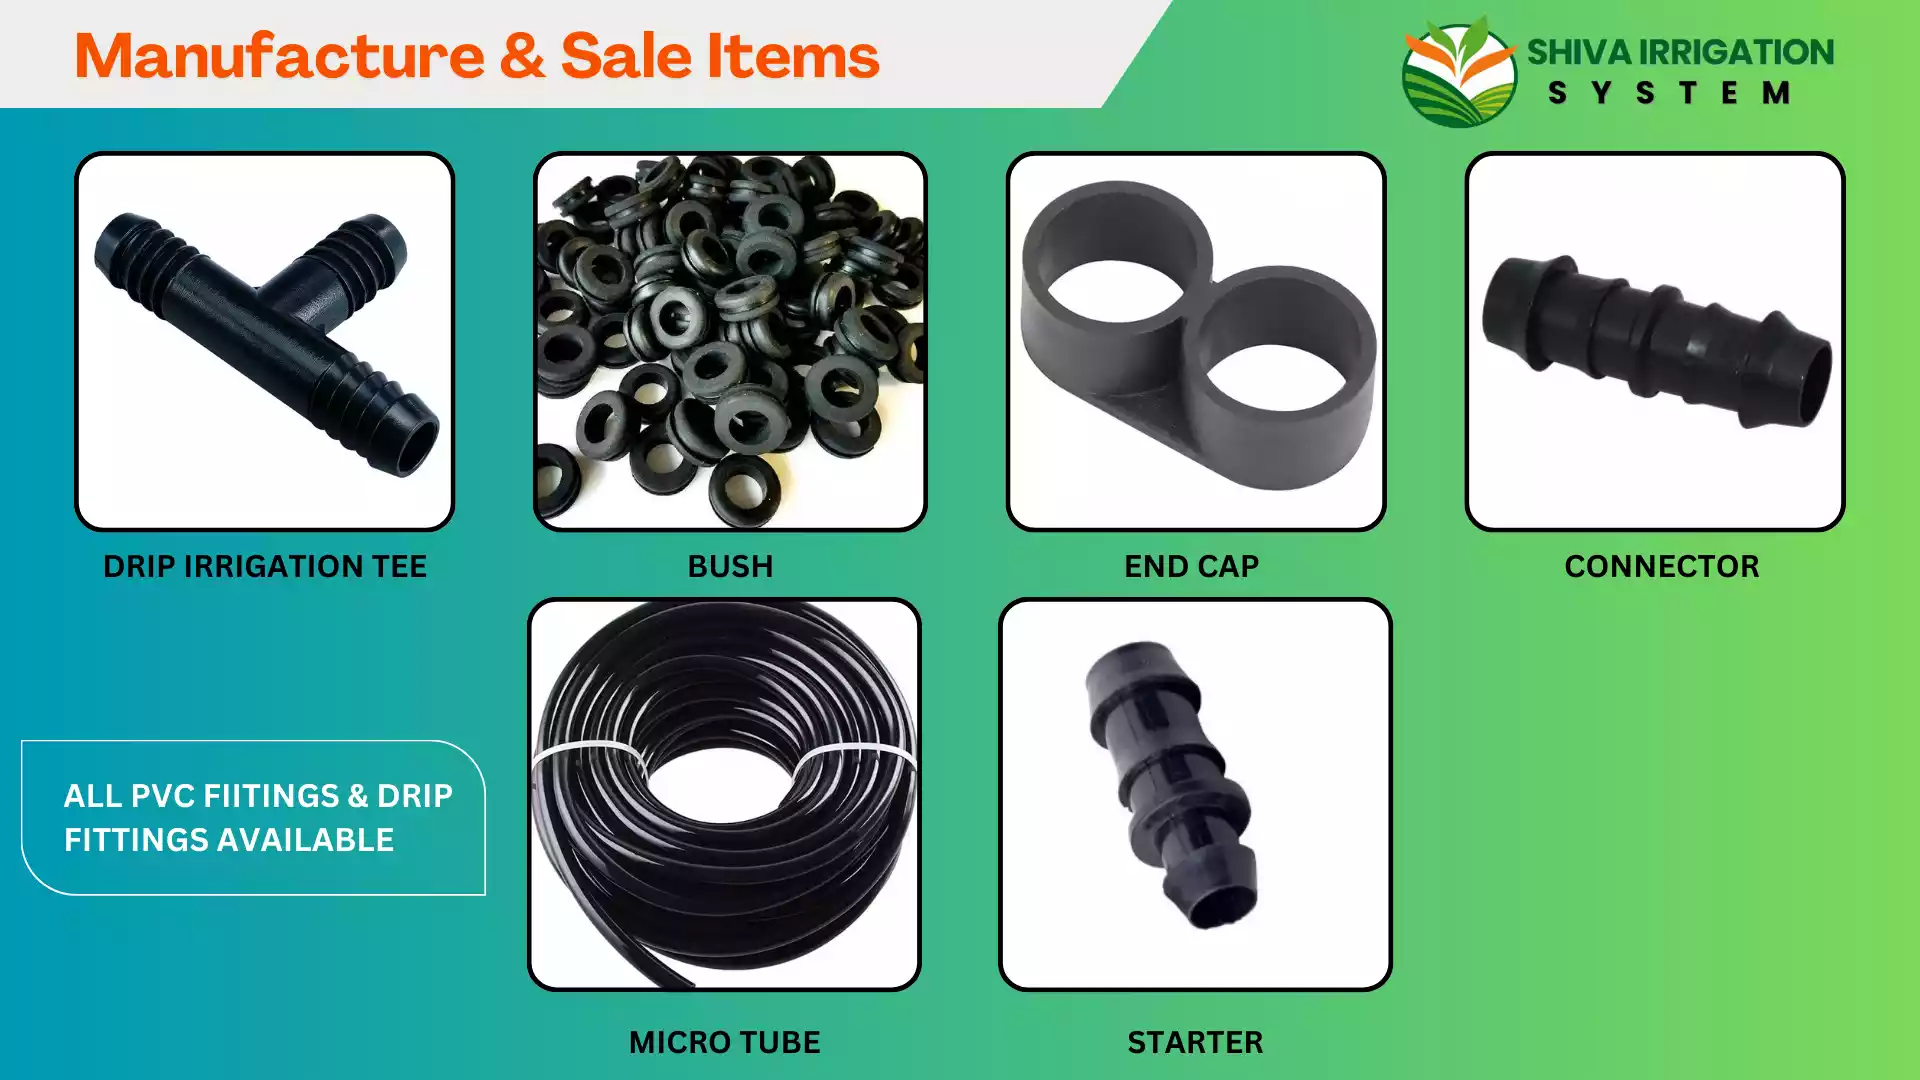 Manufacture & Sale Items
SHIVA IRRIGATION
SYSTEM
DRIP IRRIGATION TEE
BUSH
END CAP
CONNECTOR
ALL PVC FIITINGS & DRIP
FITTINGS AVAILABLE
MICRO TUBE
STARTER